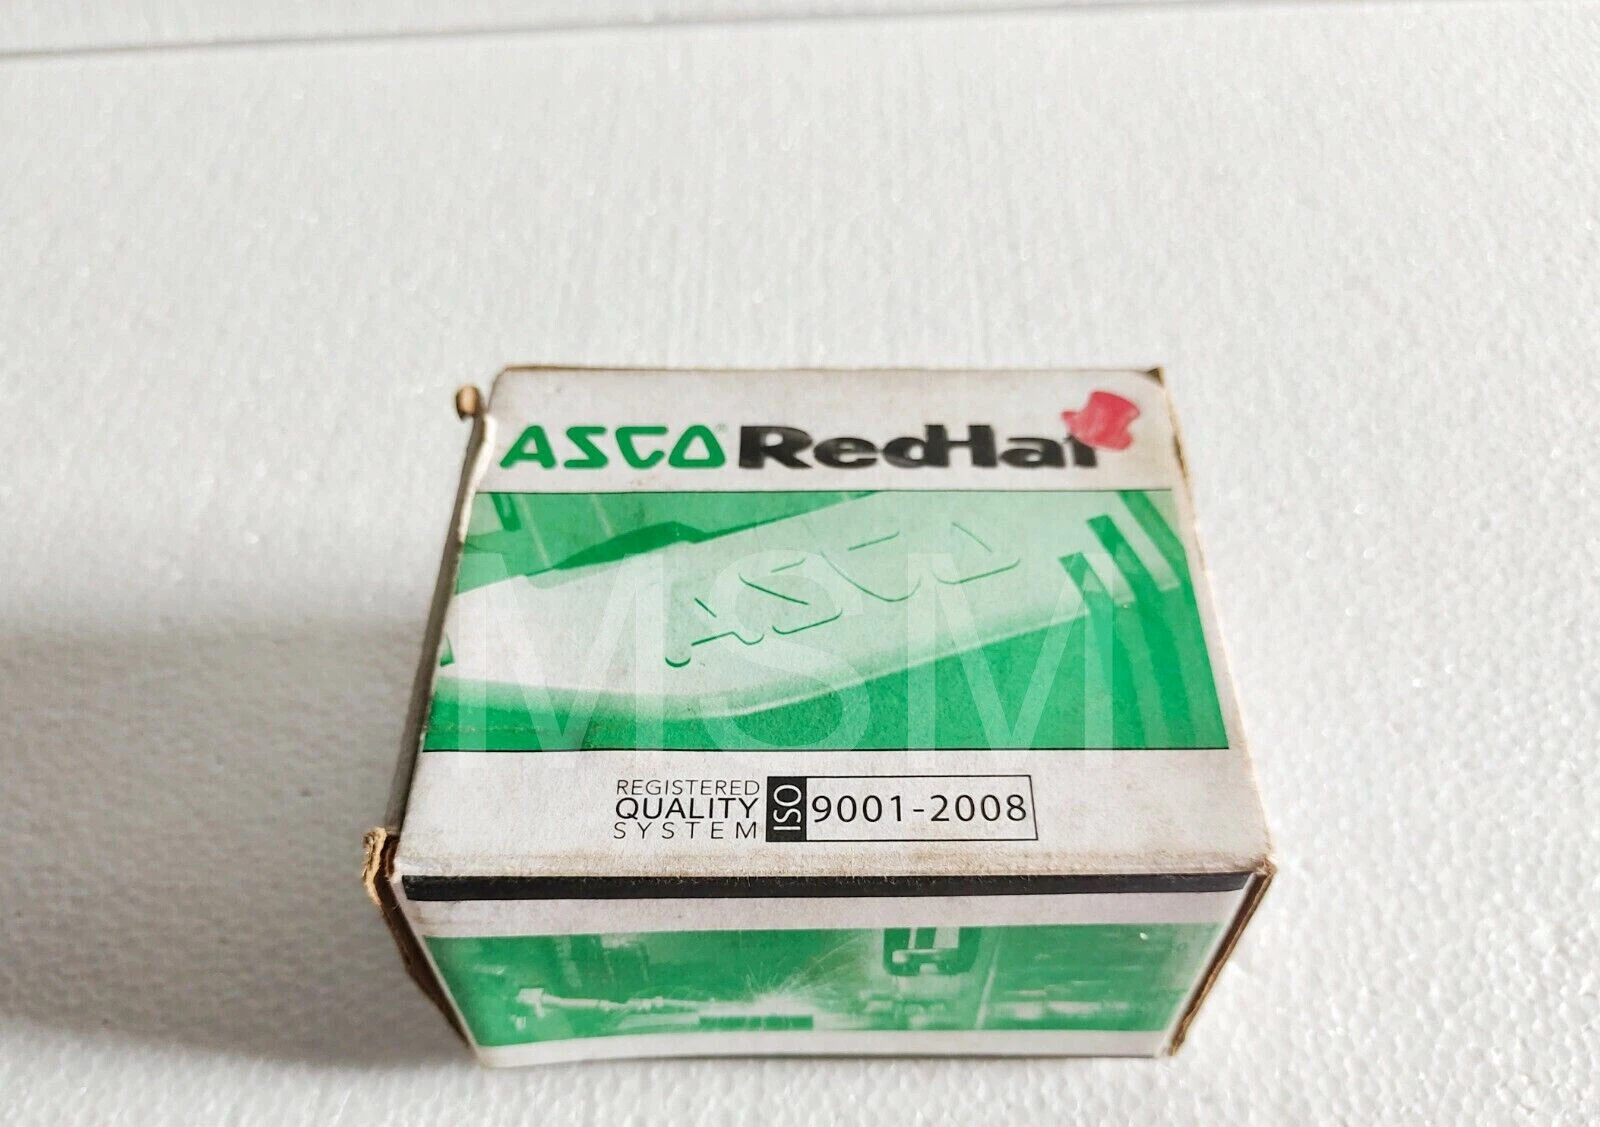 ASCO® RedHat
ASCO
MSM
REGISTERED
QUALITY
SYSTEM
ISO 9001-2008